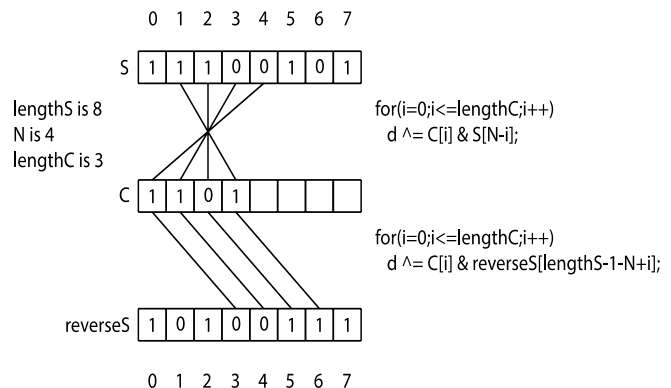 0 1 2 3 4 5 6 7
S 1 1 1 0 0 1 0 1
lengthS is 8
N is 4
lengthC is 3
for(i=0;i<=lengthC;i++)
d ^= C[i] & S[N-i];
C 1 1 0 1
for(i=0;i<=lengthC;i++)
d ^= C[i] & reverseS[lengthS-1-N+i];
reverseS 1 0 1 0 0 1 1 1
0 1 2 3 4 5 6 7